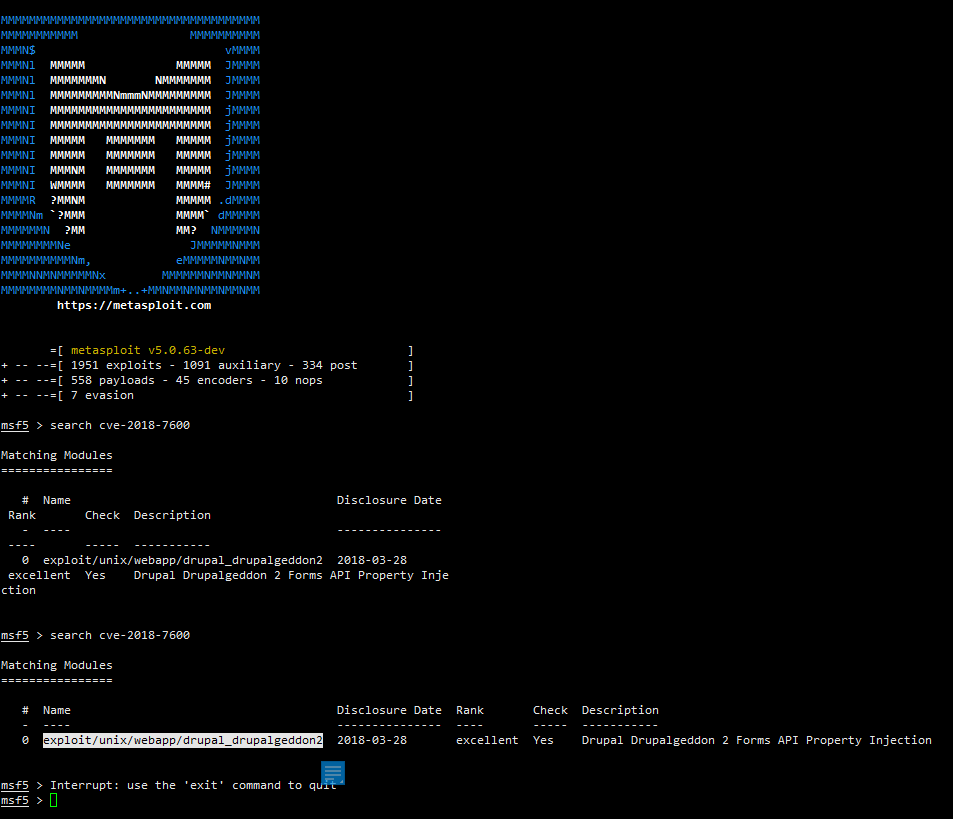 MMMMMMMMMMMMMMMMMMMMMMMMMMMMMMMMMMMMM
MMMMMMMMMMM                MMMMMMMMMM
MMMN$                           vMMMM
MMMNl  MMMMM             MMMMM  JMMMM
MMMNl  MMMMMMMN       NMMMMMMM  JMMMM
MMMNl  MMMMMMMMMNmmmNMMMMMMMMM  JMMMM
MMMNI  MMMMMMMMMMMMMMMMMMMMMMM  jMMMM
MMMNI  MMMMMMMMMMMMMMMMMMMMMMM  jMMMM
MMMNI  MMMMM   MMMMMMM   MMMMM  jMMMM
MMMNI  MMMMM   MMMMMMM   MMMMM  jMMMM
MMMNI  MMMNM   MMMMMMM   MMMMM  jMMMM
MMMNI  WMMMM   MMMMMMM   MMMM#  JMMMM
MMMMR  ?MMNM             MMMMM .dMMMM
MMMMNm `?MMM             MMMM` dMMMMM
MMMMMMN  ?MM             MM?  NMMMMMN
MMMMMMMMNe                 JMMMMMNMMM
MMMMMMMMMMNm,            eMMMMMNMMNMM
MMMMNNMNMMMMMNx        MMMMMMNMMNMMNM
MMMMMMMMNMMNMMMMm+..+MMNMMNMNMMNMMNMM
https://metasploit.com
=[ metasploit v5.0.63-dev ]
+ -- --=[ 1951 exploits - 1091 auxiliary - 334 post ]
+ -- --=[ 558 payloads - 45 encoders - 10 nops ]
+ -- --=[ 7 evasion ]
msf5 > search cve-2018-7600
Matching Modules
================
# Name Disclosure Date
Rank Check Description
- ---- ---------------
---- ----- -----------
0 exploit/unix/webapp/drupal_drupalgeddon2 2018-03-28
excellent Yes Drupal Drupalgeddon 2 Forms API Property Inje
ction
msf5 > search cve-2018-7600
Matching Modules
================
# Name Disclosure Date Rank Check Description
- ---- --------------- ---- ----- -----------
0 exploit/unix/webapp/drupal_drupalgeddon2 2018-03-28 excellent Yes Drupal Drupalgeddon 2 Forms API Property Injection
msf5 > Interrupt: use the 'exit' command to quit
msf5 >